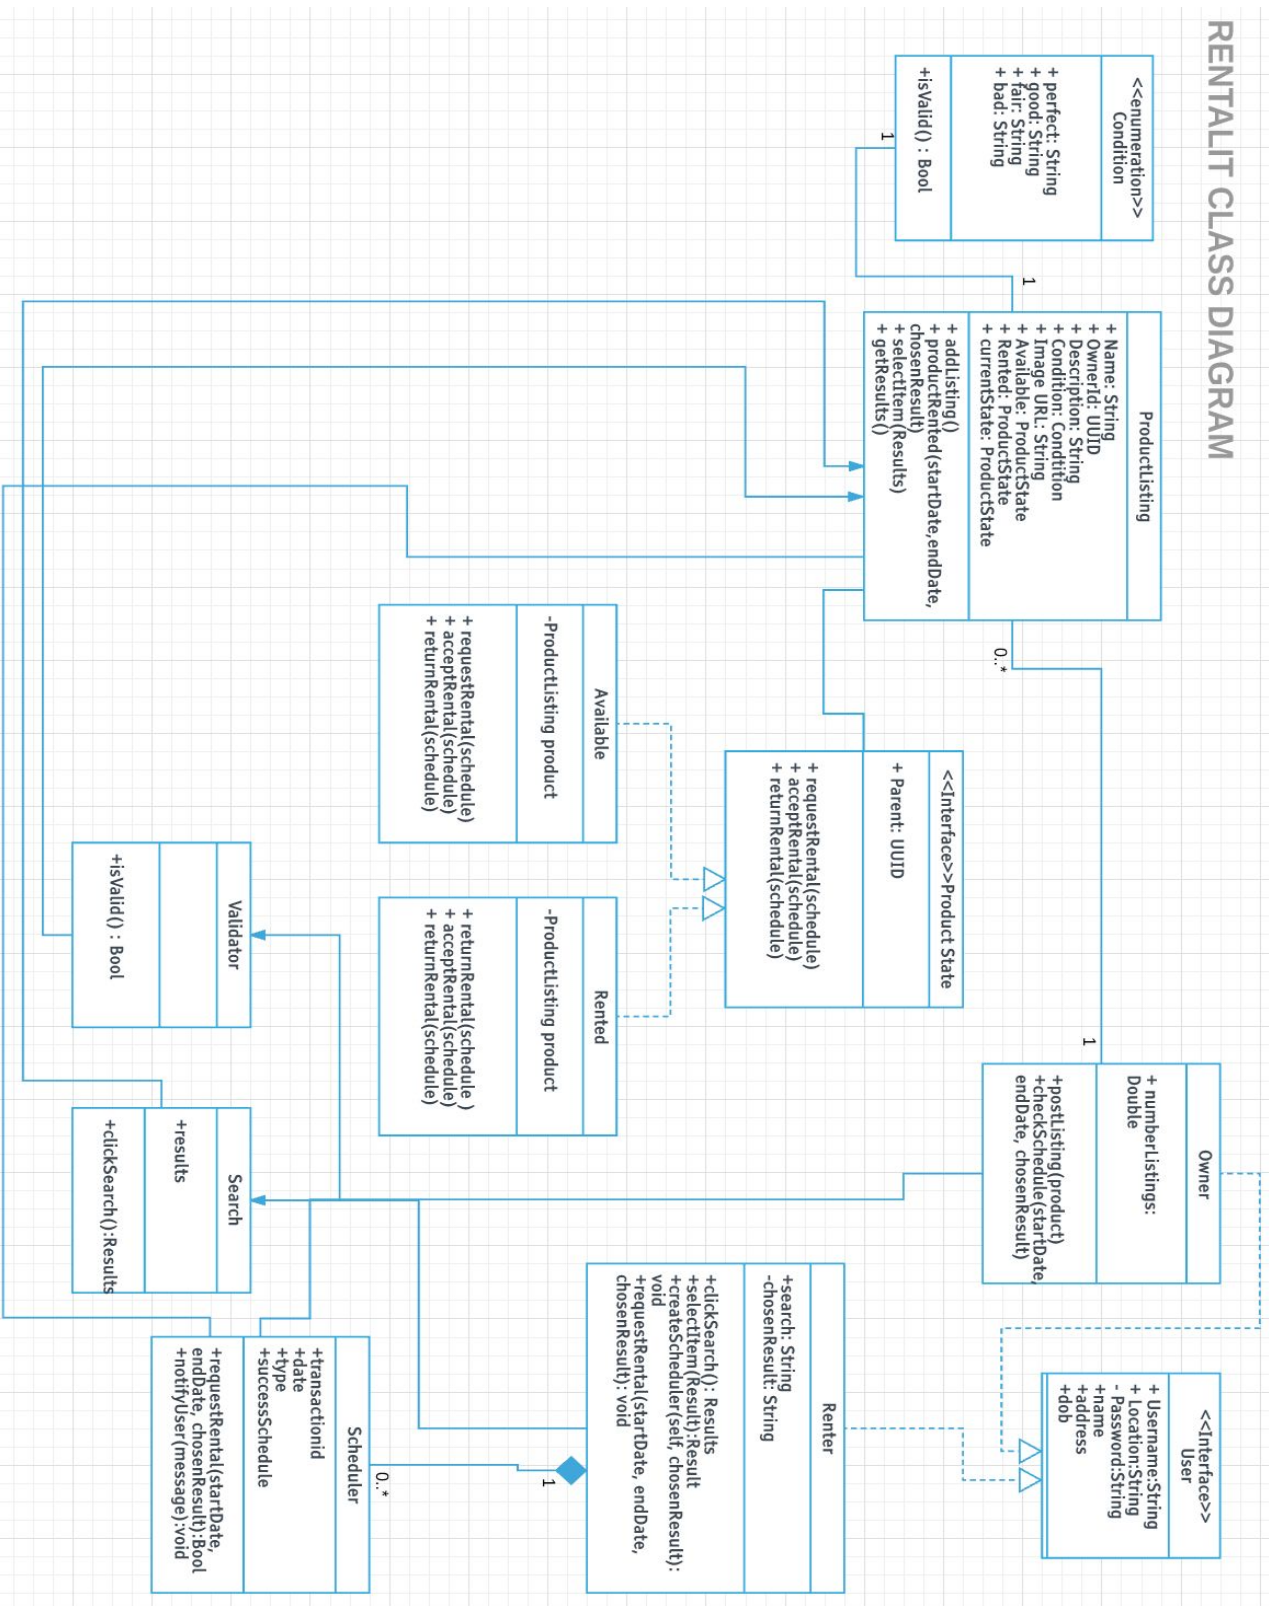 RENTALIT CLASS DIAGRAM
<<enumeration>>
Condition
+ perfect: String
+ good: String
+ fair: String
+ bad: String
+isValid() : Bool
1
1
ProductListing
+ Name: String
+ OwnerId: UUID
+ Description: String
+ Condition: Condtition
+ Image URL: String
+ Available: ProductState
+ Rented: ProductState
+ currentState: ProductState
+ addListing()
+ productRented(startDate,endDate,
chosenResult)
+ selectItem(Results)
+ getResults()
0..*
1
<<Interface>>Product State
+ Parent: UUID
+ requestRental(schedule)
+ acceptRental(schedule)
+ returnRental(schedule)
Owner
+ numberListings:
Double
+postListing(product)
+checkSchedule(startDate,
endDate, chosenResult)
<<Interface>>
User
+ Username:String
+ Location:String
- Password:String
+name
+address
+dob
Available
-ProductListing product
+ requestRental(schedule)
+ acceptRental(schedule)
+ returnRental(schedule)
Rented
-ProductListing product
+ returnRental(schedule )
+ acceptRental(schedule)
+ returnRental(schedule)
Renter
+search: String
-chosenResult: String
+clickSearch(): Results
+selectItem(Result):Result
+createScheduler(self, chosenResult):
void
+requestRental(startDate, endDate,
chosenResult): void
1
0..*
Validator
+isValid() : Bool
Search
+results
+clickSearch():Results
Scheduler
+transactionid
+date
+type
+successSchedule
+requestRental(startDate,
endDate, chosenResult):Bool
+notifyUser(message):void